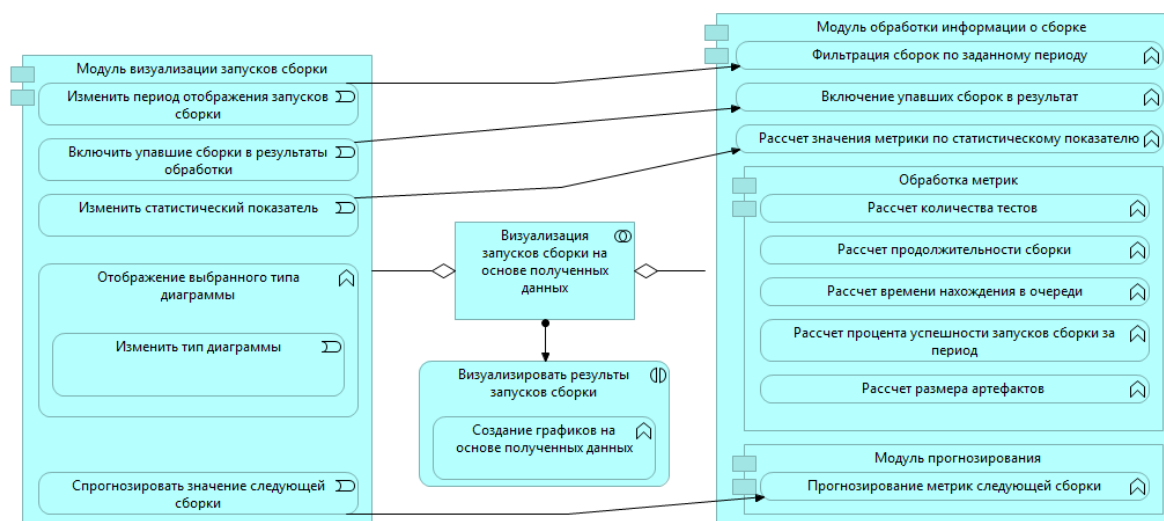 Модуль визуализации запусков сборки
Изменить период отображения запусков
сборки
Включить упавшие сборки в результаты
обработки
Изменить статистический показатель
Отображение выбранного типа
диаграммы
Изменить тип диаграммы
Спрогнозировать значение следующей
сборки
Визуализация
запусков сборки на
основе полученных
данных
Визуализировать результы
запусков сборки
Создание графиков на
основе полученных данных
Модуль обработки информации о сборке
Фильтрация сборок по заданному периоду
Включение упавших сборок в результат
Рассчет значения метрики по статистическому показателю
Обработка метрик
Рассчет количества тестов
Рассчет продолжительности сборки
Рассчет времени нахождения в очереди
Рассчет процента успешности запусков сборки за
период
Рассчет размера артефактов
Модуль прогнозирования
Прогнозирование метрик следующей сборки